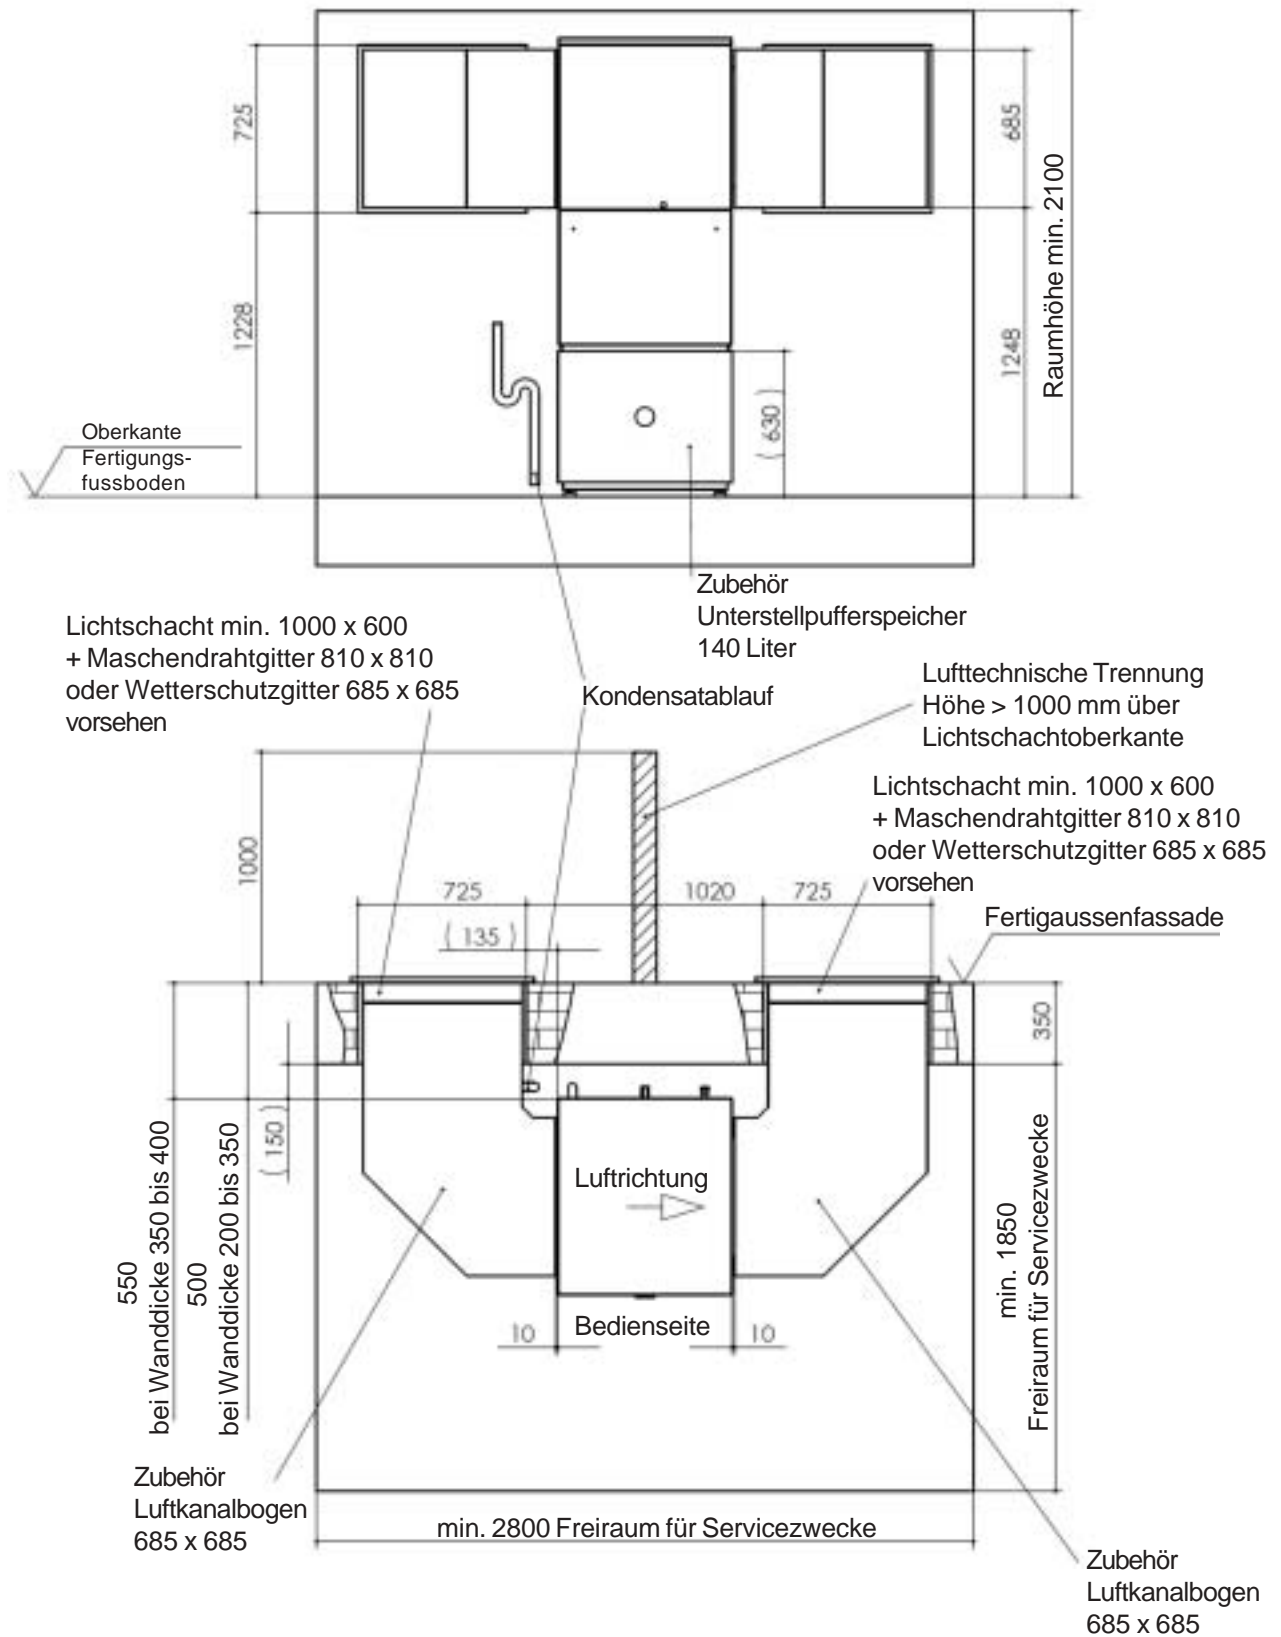 725
685
Raumhöhe min. 2100
1228
1248
( 630 )
Oberkante
Fertigungs-
fussboden
Zubehör
Unterstellpufferspeicher
140 Liter
Lichtschacht min. 1000 x 600
+ Maschendrahtgitter 810 x 810
oder Wetterschutzgitter 685 x 685
vorsehen
Kondensatablauf
Lufttechnische Trennung
Höhe > 1000 mm über
Lichtschachtoberkante
Lichtschacht min. 1000 x 600
+ Maschendrahtgitter 810 x 810
oder Wetterschutzgitter 685 x 685
vorsehen
1000
725
1020
725
( 135 )
Fertigaussenfassade
350
( 150 )
550
bei Wanddicke 350 bis 400
500
bei Wanddicke 200 bis 350
Luftrichtung
min. 1850
Freiraum für Servicezwecke
10
Bedienseite
10
Zubehör
Luftkanalbogen
685 x 685
min. 2800 Freiraum für Servicezwecke
Zubehör
Luftkanalbogen
685 x 685